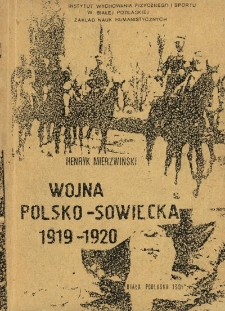 INSTYTUT WYCHOWANIA FIZYCZNEGO I SPORTU
W BIAŁEJ PODLASKIEJ
ZAKŁAD NAUK HUMANISTYCZNYCH
HENRYK MIERZWIŃSKI
WOJNA
POLSKO-SOWIECKA
1919-1920
BIAŁA PODLASKA